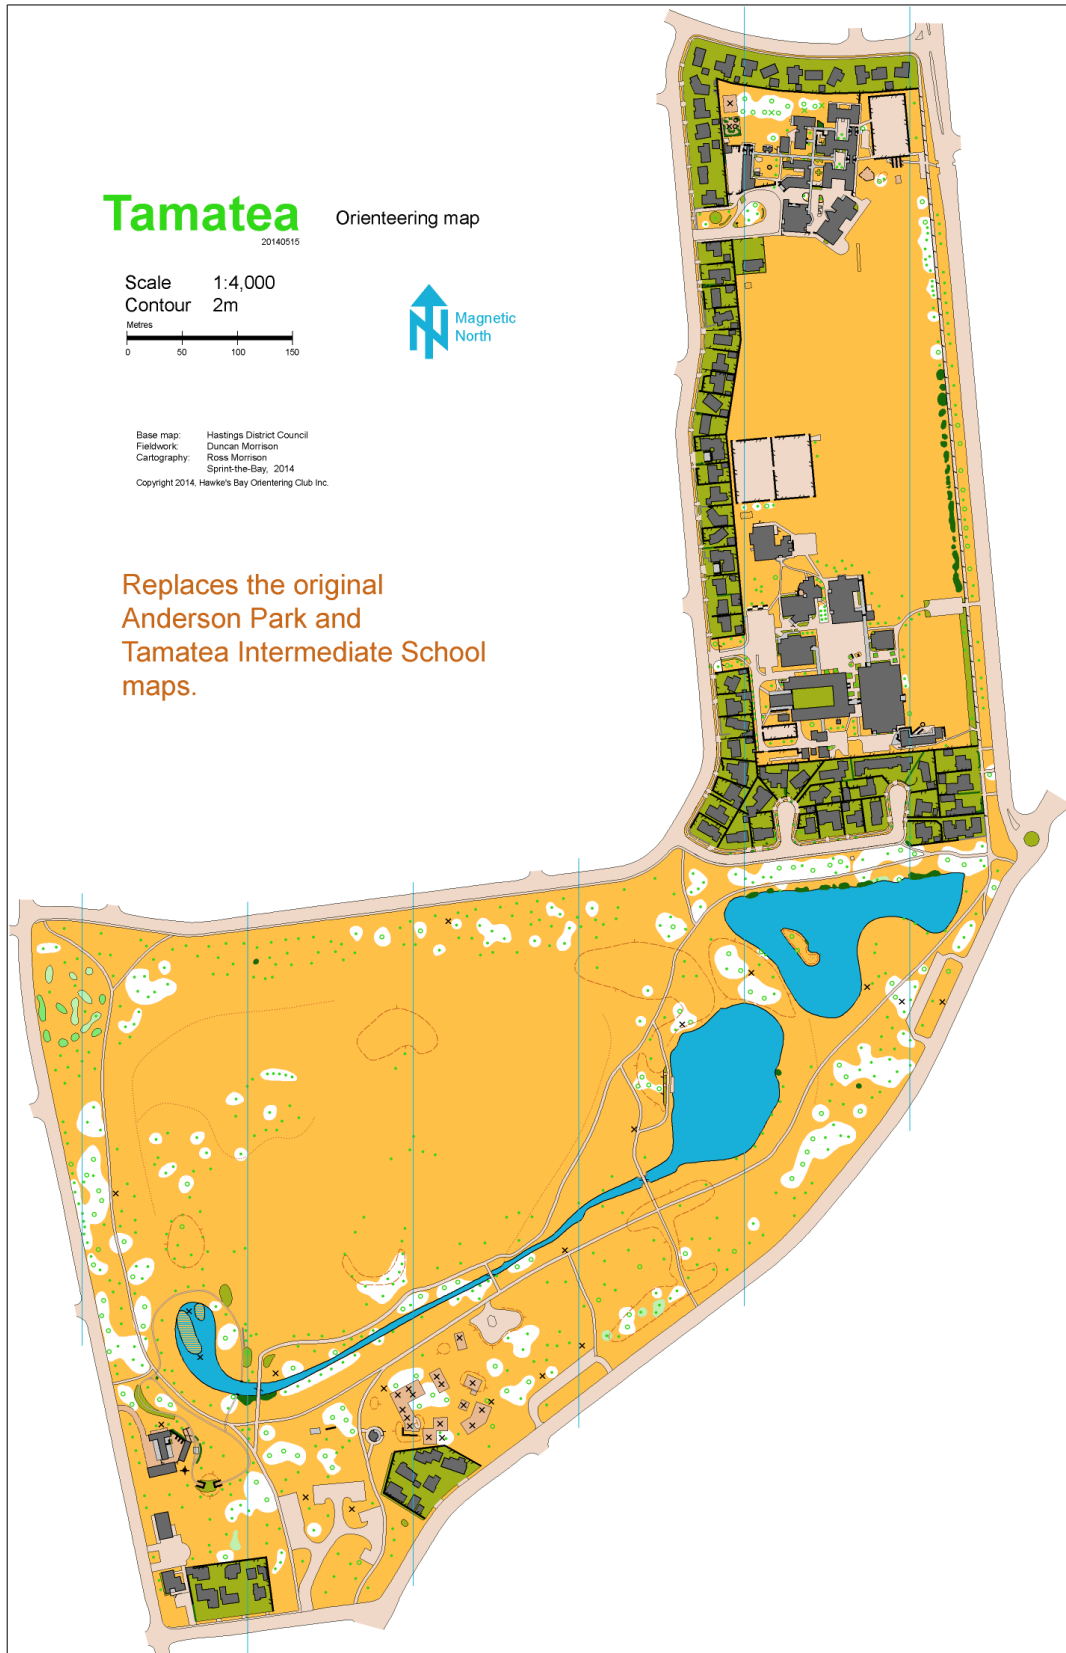 Tamatea
Orienteering map
20140515
Scale 1:4,000
Contour 2m
Metres
0 50 100 150
Magnetic
North
Base map: Hastings District Council
Fieldwork: Duncan Morrison
Cartography: Ross Morrison
Sprint-the-Bay, 2014
Copyright 2014, Hawke's Bay Orientering Club Inc.
Replaces the original
Anderson Park and
Tamatea Intermediate School
maps.